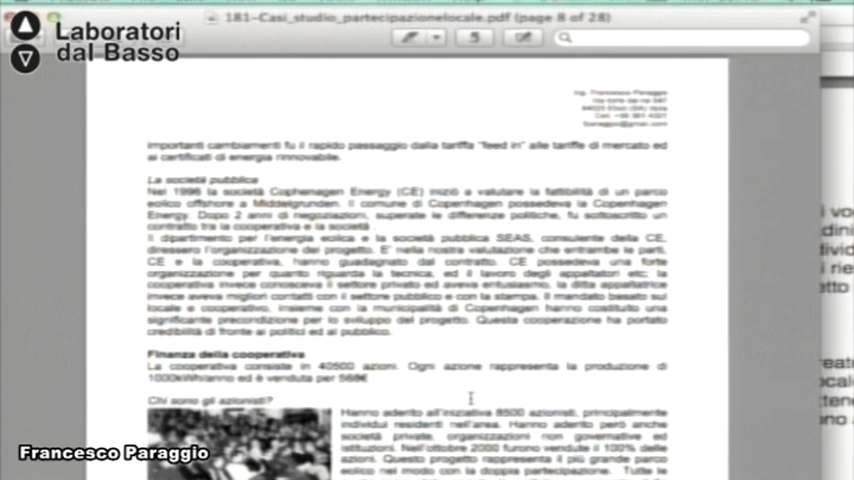 181-Casi_studio_partecipazionelocale.pdf (page 8 of 28)
Laboratori
dal Basso
Ing. Francesco Paraggio
importanti cambiamenti fu il rapido passaggio dalla tariffa "feed in" alle tariffe di mercato ed
ai certificati di energia rinnovabile.
La società pubblica
Nel 1996 la società Cophenagen Energy (CE) iniziò a valutare la fattibilità di un parco
eolico offshore a Middelgrunden. Il comune di Copenhagen possedeva la Copenhagen
Energy. Dopo 2 anni di negoziazioni, superate le differenze politiche, fu sottoscritto un
contratto tra la cooperativa e la società
Il dipartimento per l'energia eolica e la società pubblica SEAS, consulente della CE,
diressero l'organizzazione del progetto. E' nella nostra valutazione che entrambe le parti,
CE e la cooperativa, hanno guadagnato dal contratto. CE possedeva una forte
organizzazione per quanto riguarda la tecnica, ed il lavoro degli appaltatori etc; la
cooperativa invece conosceva il settore privato ed aveva entusiasmo, la ditta appaltatrice
invece aveva migliori contatti con il settore pubblico e con la stampa. Il mandato basato sul
locale e cooperativo, insieme con la municipalità di Copenhagen hanno costituito una
significante precondizione per lo sviluppo del progetto. Questa cooperazione ha portato
credibilità di fronte ai politici ed al pubblico.
Finanza della cooperativa
La cooperativa consiste in 40500 azioni. Ogni azione rappresenta la produzione di
1000kWh/anno ed è venduta per 568€
Chi sono gli azionisti?
Hanno aderito all'iniziativa 8500 azionisti, principalmente
individui residenti nell'area. Hanno aderito però anche
società private, organizzazioni non governative ed
istituzioni. Nell'ottobre 2000 furono vendute il 100% delle
azioni. Questo progetto rappresenta il più grande parco
eolico nel modo con la doppia partecipazione. Tutte le
Francesco Paraggio